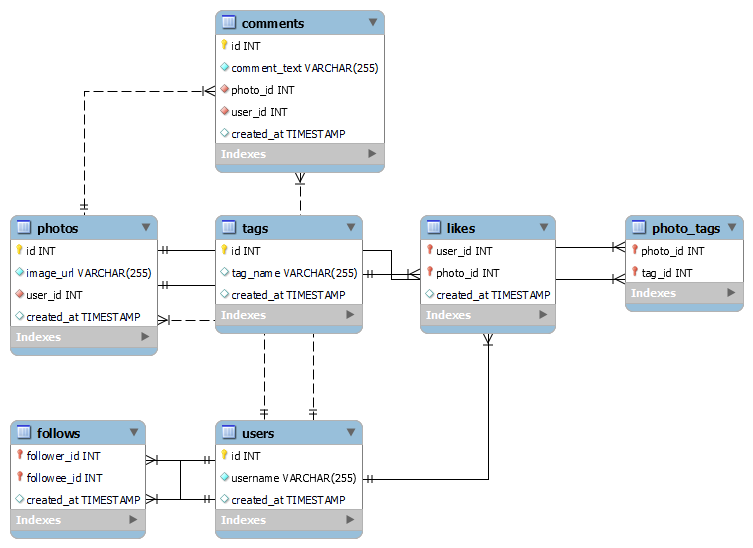 comments
id INT
comment_text VARCHAR(255)
photo_id INT
user_id INT
created_at TIMESTAMP
Indexes
photos
id INT
image_url VARCHAR(255)
user_id INT
created_at TIMESTAMP
Indexes
tags
id INT
tag_name VARCHAR(255)
created_at TIMESTAMP
Indexes
likes
user_id INT
photo_id INT
created_at TIMESTAMP
Indexes
photo_tags
photo_id INT
tag_id INT
Indexes
follows
follower_id INT
followee_id INT
created_at TIMESTAMP
Indexes
users
id INT
username VARCHAR(255)
created_at TIMESTAMP
Indexes